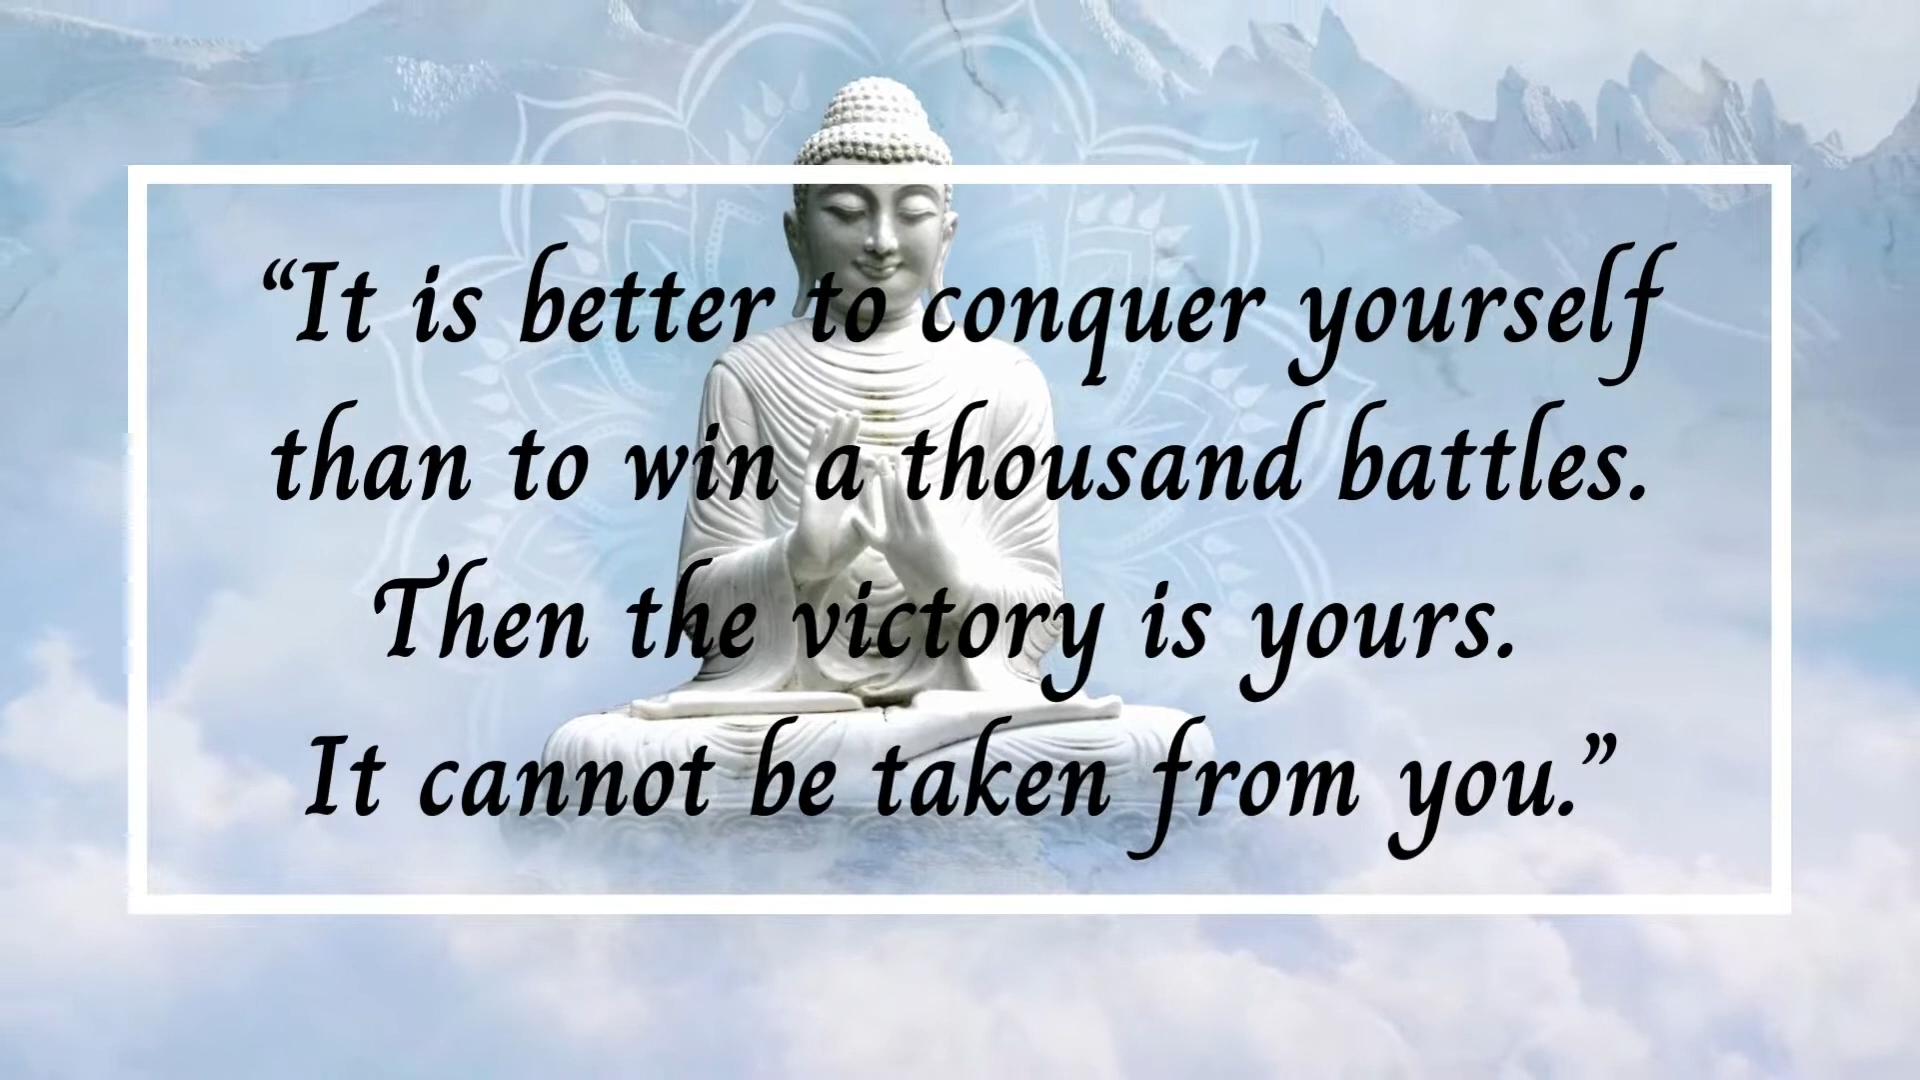 “It is better to conquer yourself
than to win a thousand battles.
Then the victory is yours.
It cannot be taken from you.”